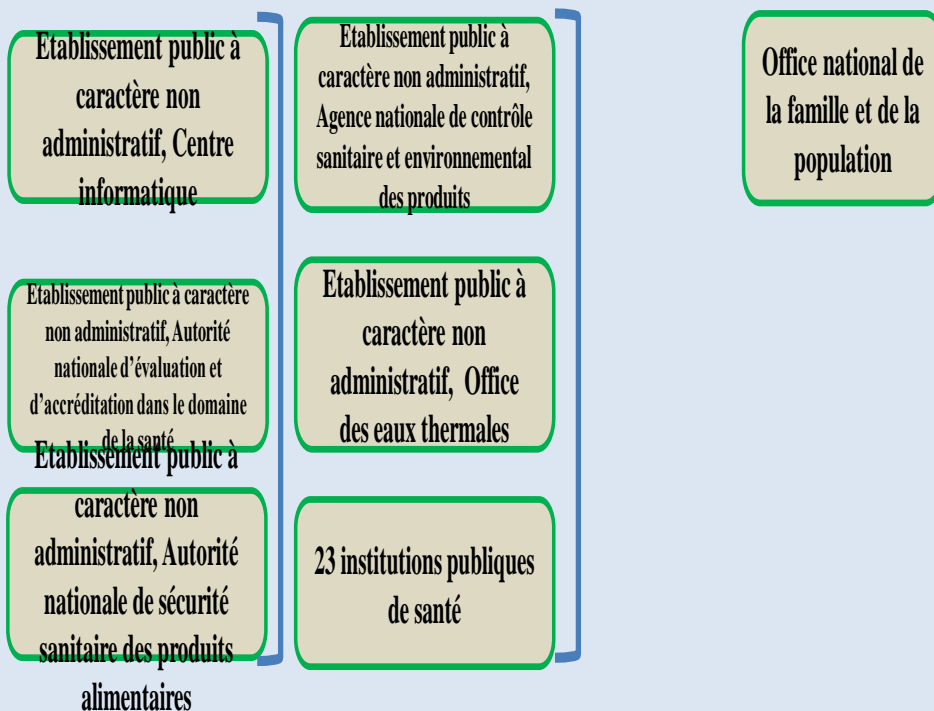 Etablissement public à
caractère non
administratif, Centre
informatique
Etablissement public à caractère
non administratif, Autorité
nationale d'évaluation et
d'accréditation dans le domaine
de la santé
Etablissement public à
caractère non
administratif, Autorité
nationale de sécurité
sanitaire des produits
alimentaires
Etablissement public à
caractère non administratif,
Agence nationale de contrôle
sanitaire et environnemental
des produits
Etablissement public à
caractère non
administratif, Office
des eaux thermales
23 institutions publiques
de santé
Office national de
la famille et de la
population